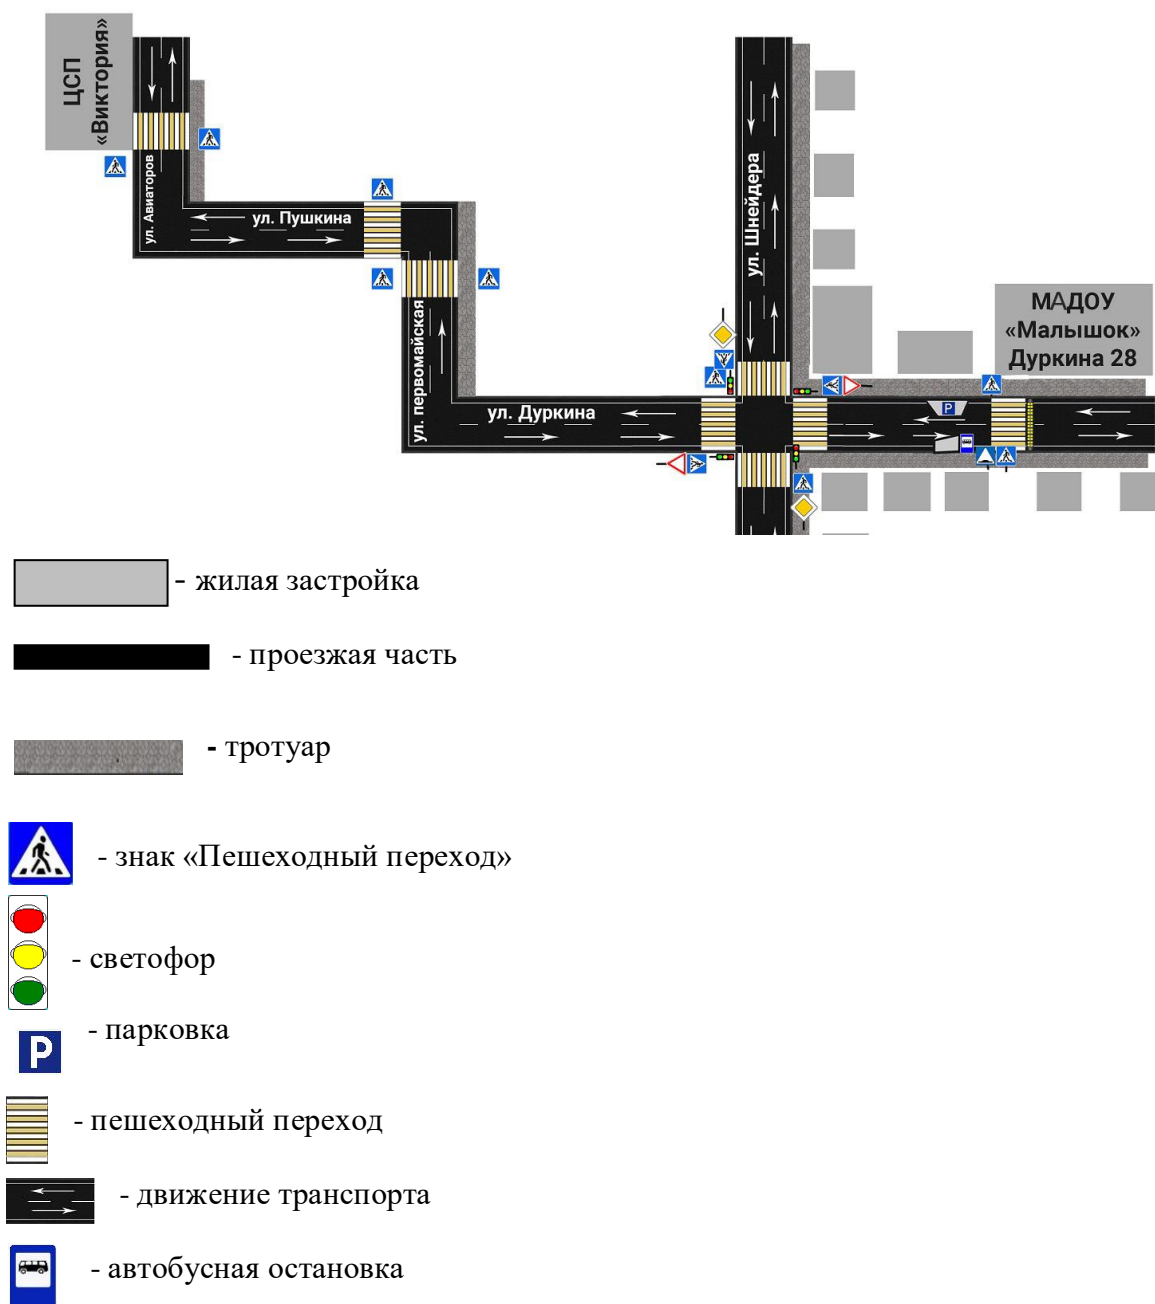 ЦСП
«Виктория»
ул. Авиаторов
ул. Пушкина
ул. первомайская
ул. Дуркина
ул. Шнейдера
МАДОУ
«Малышок»
Дуркина 28
P
- жилая застройка
- проезжая часть
- тротуар
- знак «Пешеходный переход»
- светофор
P
- парковка
- пешеходный переход
- движение транспорта
- автобусная остановка